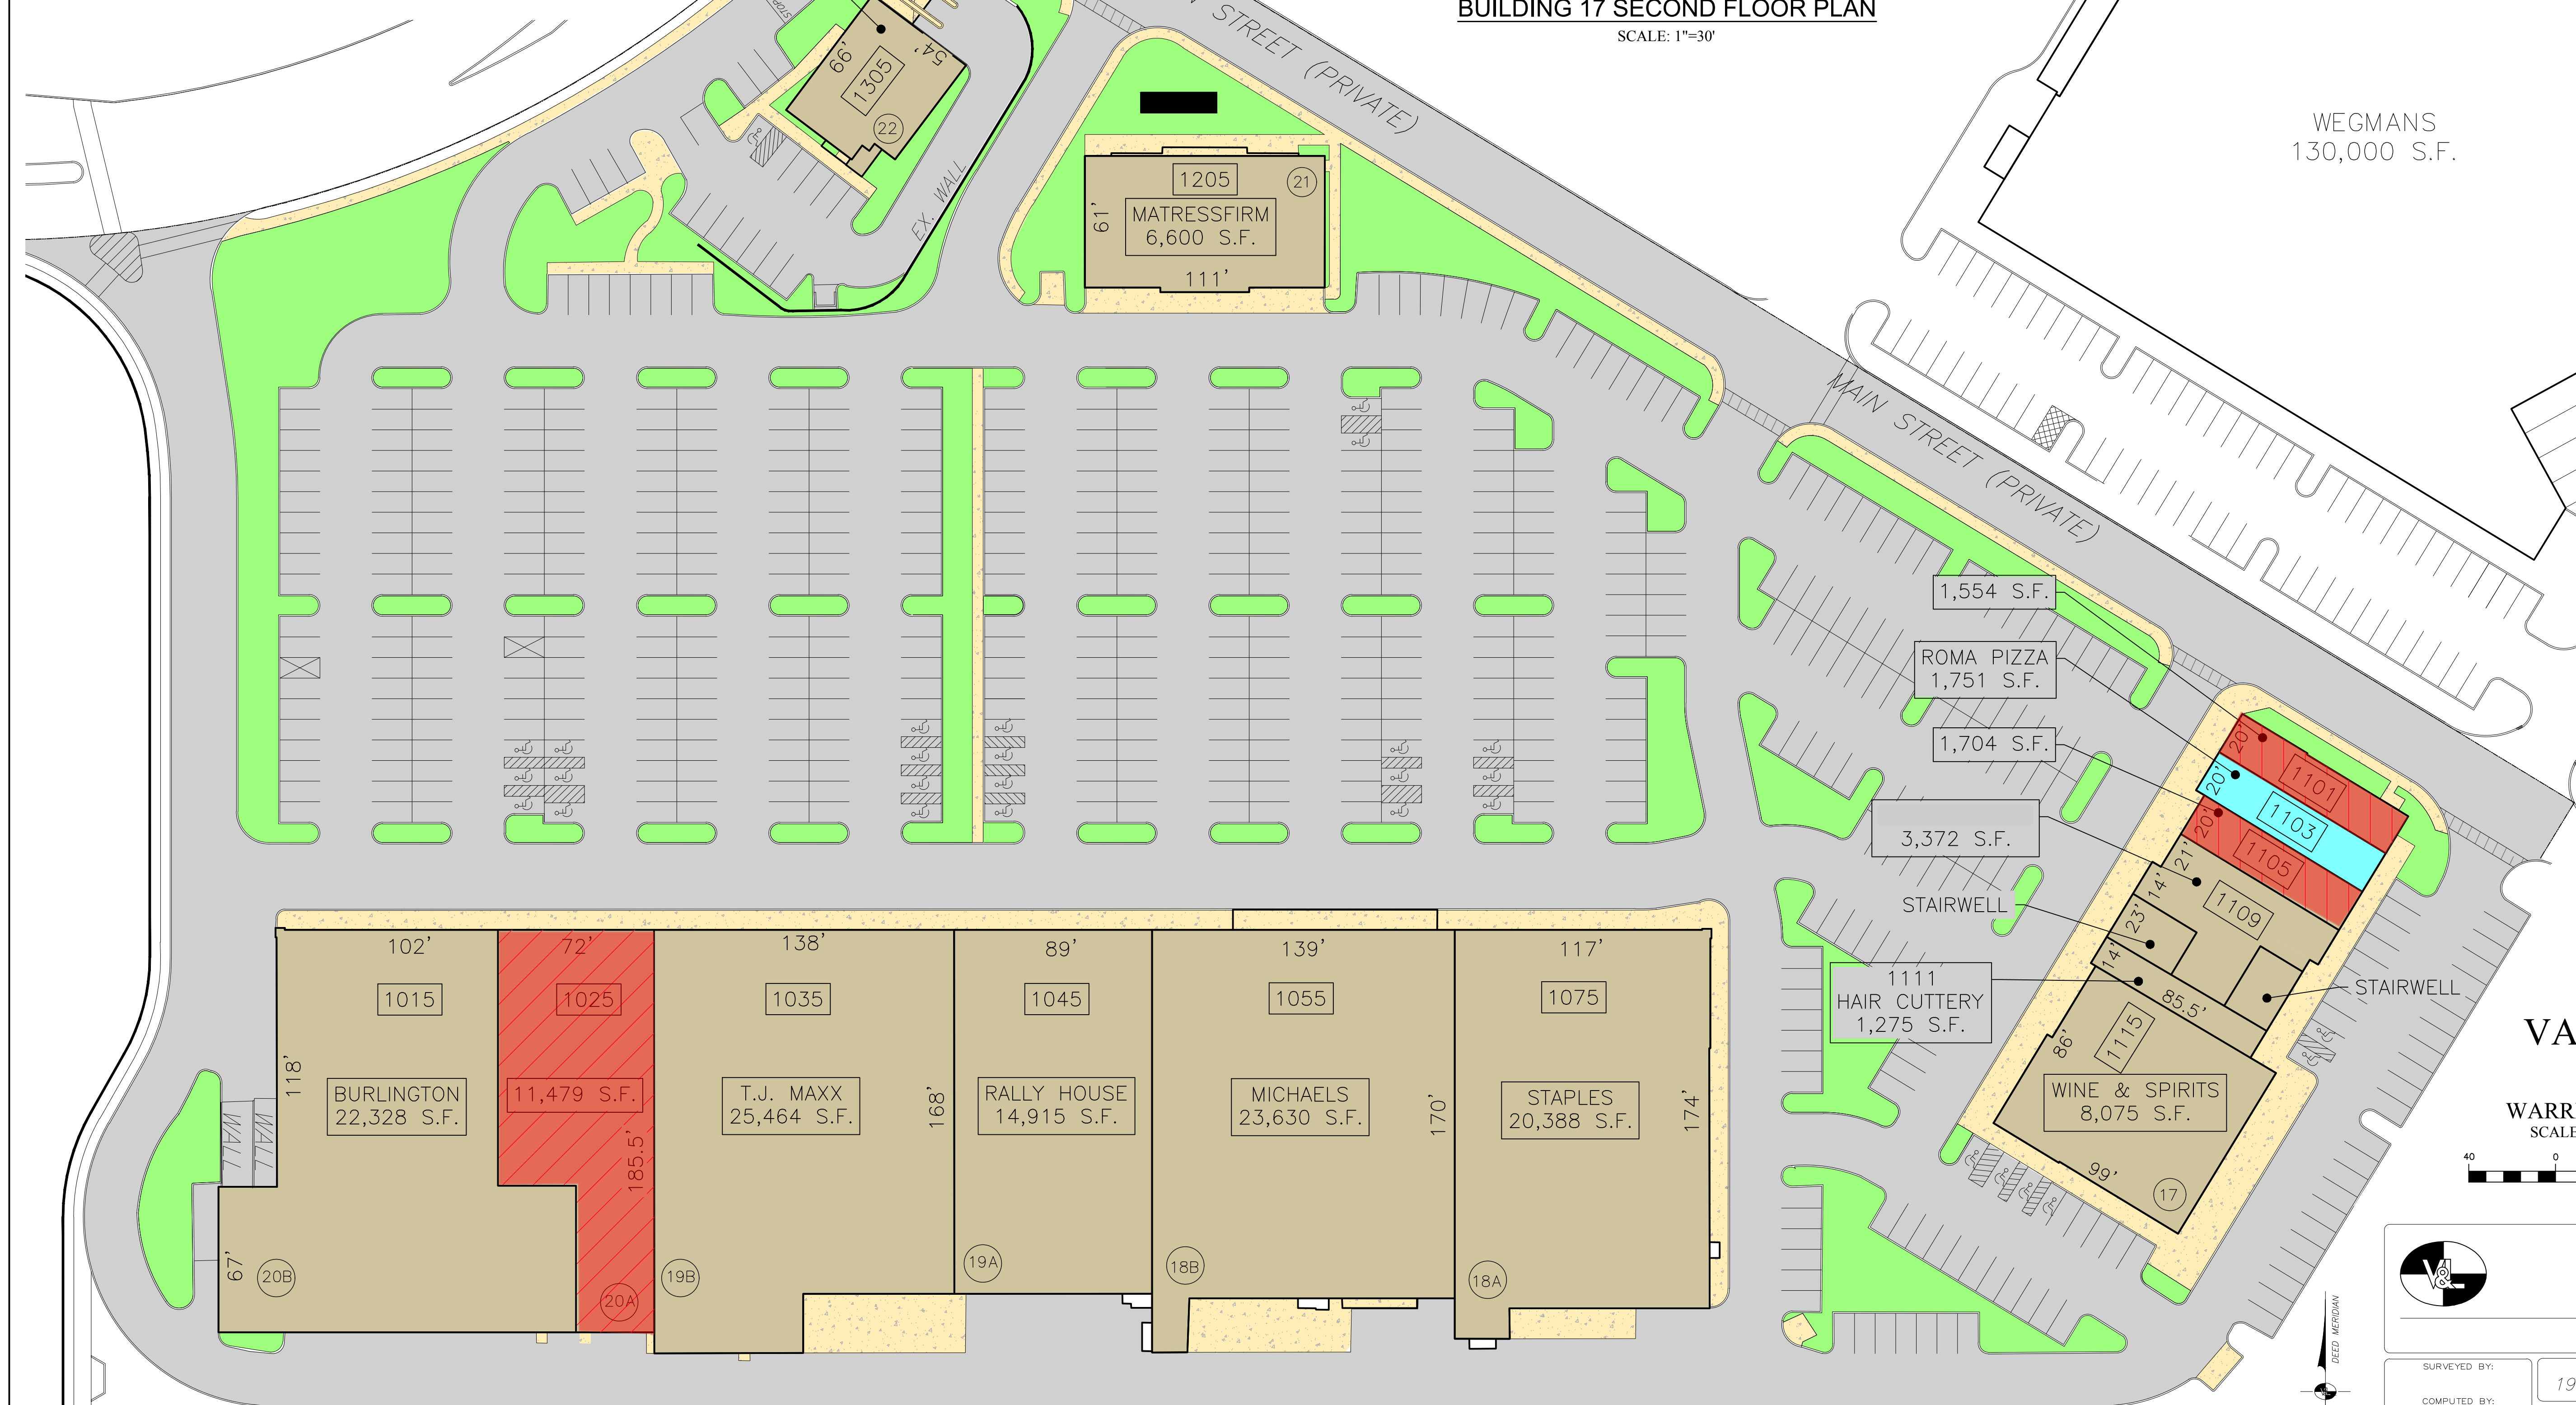 BUILDING 17 SECOND FLOOR PLAN
SCALE: 1"=30'
STREET (PRIVATE)
STOP
66'
54'
1305
22
EX. WALL
1205
21
MATRESSFIRM
6,600 S.F.
61'
111'
WEGMANS
130,000 S.F.
MAIN STREET (PRIVATE)
1,554 S.F.
ROMA PIZZA
1,751 S.F.
1,704 S.F.
3,372 S.F.
STAIRWELL
1111
HAIR CUTTERY
1,275 S.F.
20'
1101
20'
1103
20'
1105
21'
14'
1109
23'
14'
STAIRWELL
85.5'
86'
1115
WINE & SPIRITS
8,075 S.F.
99'
17
102'
1015
118'
BURLINGTON
22,328 S.F.
WALL
WALL
67'
20B
72'
1025
11,479 S.F.
185.5'
20A
138'
1035
T.J. MAXX
25,464 S.F.
168'
19B
89'
1045
RALLY HOUSE
14,915 S.F.
19A
139'
1055
MICHAELS
23,630 S.F.
170'
18B
117'
1075
STAPLES
20,388 S.F.
174'
18A
VA
WARR
SCALE
40 0
V&L
DEED MERIDIAN
SURVEYED BY:
19
COMPUTED BY: